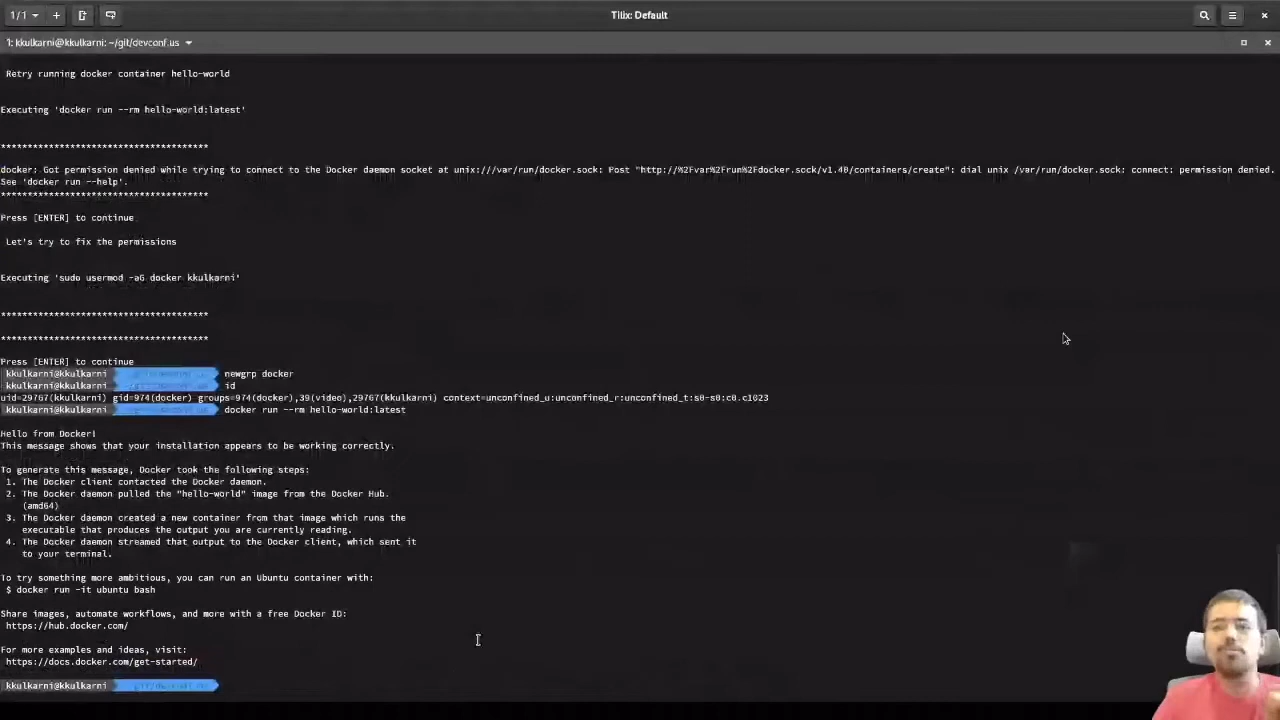 1/1
Tilix: Default
1: kkulkarni@kkulkarni: ~/git/devconf.us
Retry running docker container hello-world
Executing 'docker run --rm hello-world:latest'
****************************************
docker: Got permission denied while trying to connect to the Docker daemon socket at unix:///var/run/docker.sock: Post "http://%2Fvar%2Frun%2Fdocker.sock/v1.40/containers/create": dial unix /var/run/docker.sock: connect: permission denied.
See 'docker run --help'.
****************************************
Press [ENTER] to continue
Let's try to fix the permissions
Executing 'sudo usermod -aG docker kkulkarni'
****************************************
****************************************
Press [ENTER] to continue
kkulkarni@kkulkarni newgrp docker
kkulkarni@kkulkarni id
uid=29767(kkulkarni) gid=974(docker) groups=974(docker),39(video),29767(kkulkarni) context=unconfined_u:unconfined_r:unconfined_t:s0-s0:c0.c1023
kkulkarni@kkulkarni docker run --rm hello-world:latest
Hello from Docker!
This message shows that your installation appears to be working correctly.
To generate this message, Docker took the following steps:
1. The Docker client contacted the Docker daemon.
2. The Docker daemon pulled the "hello-world" image from the Docker Hub.
(amd64)
3. The Docker daemon created a new container from that image which runs the
executable that produces the output you are currently reading.
4. The Docker daemon streamed that output to the Docker client, which sent it
to your terminal.
To try something more ambitious, you can run an Ubuntu container with:
$ docker run -it ubuntu bash
Share images, automate workflows, and more with a free Docker ID:
https://hub.docker.com/
For more examples and ideas, visit:
https://docs.docker.com/get-started/
kkulkarni@kkulkarni